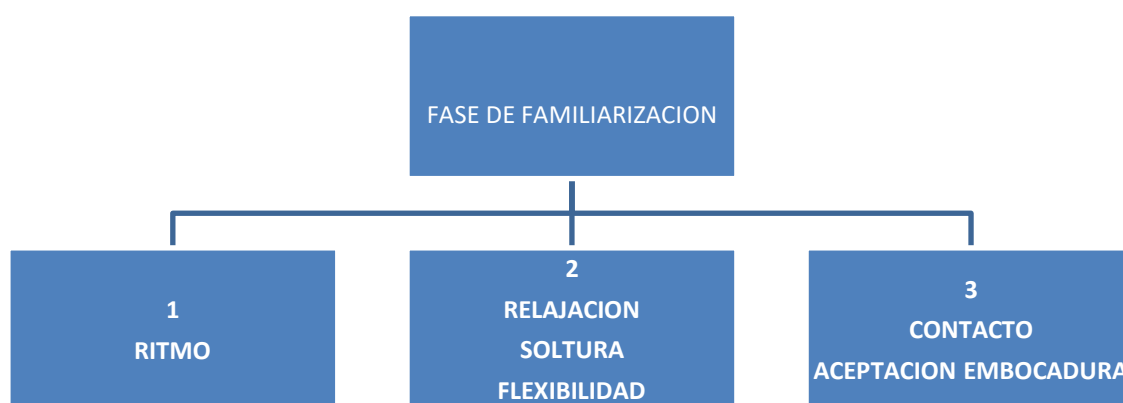 FASE DE FAMILIARIZACION
1
RITMO
2
RELAJACION
SOLTURA
FLEXIBILIDAD
3
CONTACTO
ACEPTACION EMBOCADURA